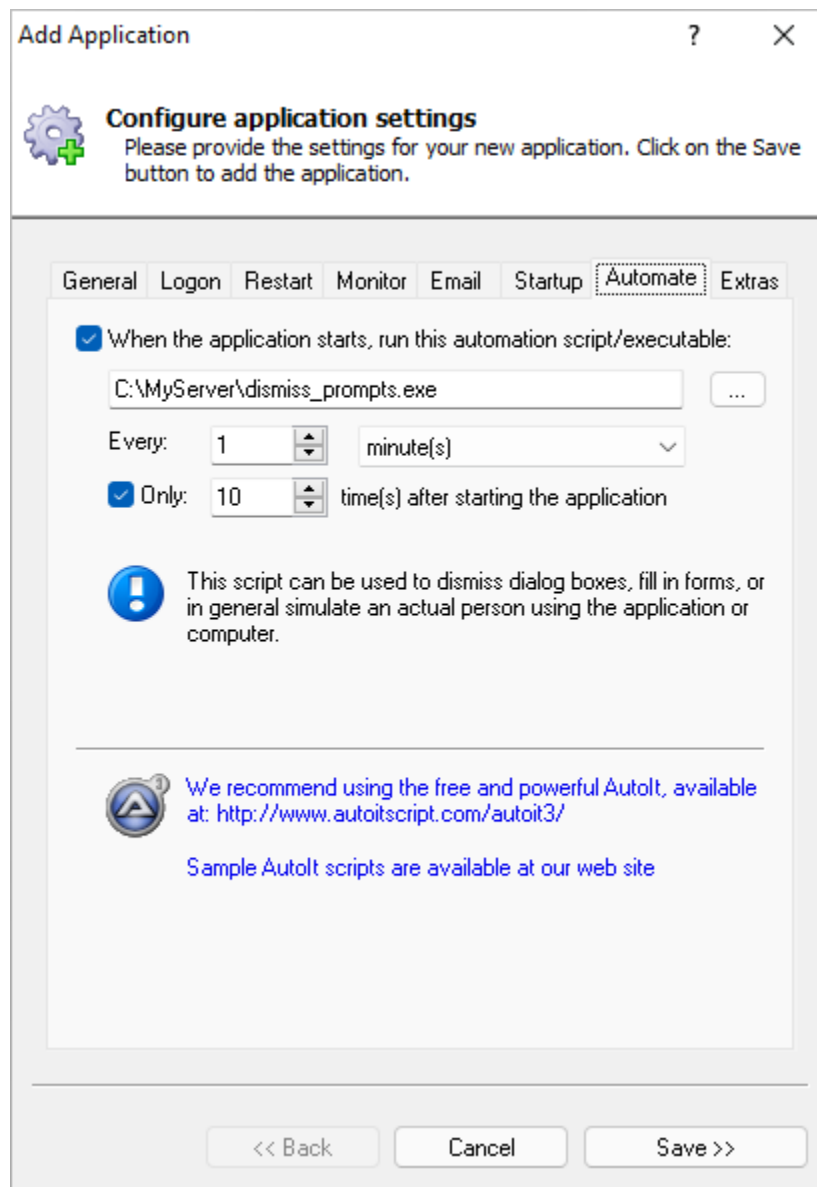 Add Application
?
Configure application settings
Please provide the settings for your new application. Click on the Save
button to add the application.
General Logon Restart Monitor Email Startup Automate Extras
When the application starts, run this automation script/executable:
C:\MyServer\dismiss_prompts.exe ...
Every: 1 minute(s)
Only: 10 time(s) after starting the application
This script can be used to dismiss dialog boxes, fill in forms, or
in general simulate an actual person using the application or
computer.
We recommend using the free and powerful AutoIt, available
at: http://www.autoitscript.com/autoit3/
Sample AutoIt scripts are available at our web site
<< Back Cancel Save >>